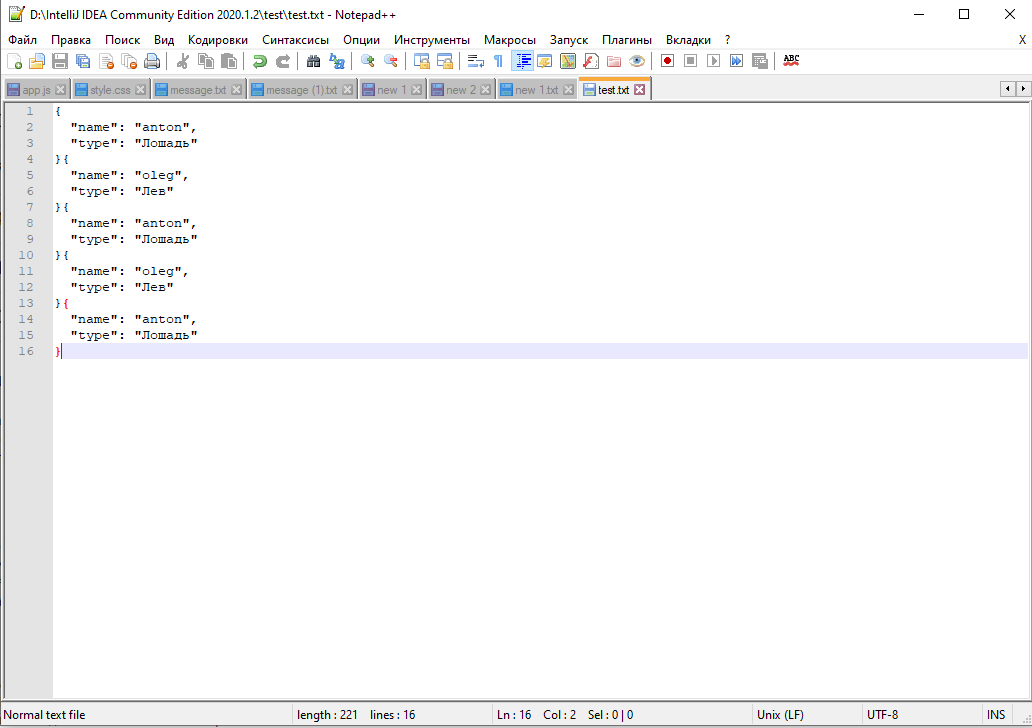 D:\IntelliJ IDEA Community Edition 2020.1.2\test\test.txt - Notepad++
Файл Правка Поиск Вид Кодировки Синтаксисы Опции Инструменты Макросы Запуск Плагины Вкладки ? X
ABC
app.js style.css message.txt message (1).txt new 1 new 2 new 1.txt test.txt
1 {
2 "name": "anton",
3 "type": "Лошадь"
4 }{
5 "name": "oleg",
6 "type": "Лев"
7 }{
8 "name": "anton",
9 "type": "Лошадь"
10 }{
11 "name": "oleg",
12 "type": "Лев"
13 }{
14 "name": "anton",
15 "type": "Лошадь"
16 }
Normal text file length : 221 lines : 16 Ln : 16 Col : 2 Sel : 0 | 0 Unix (LF) UTF-8 INS